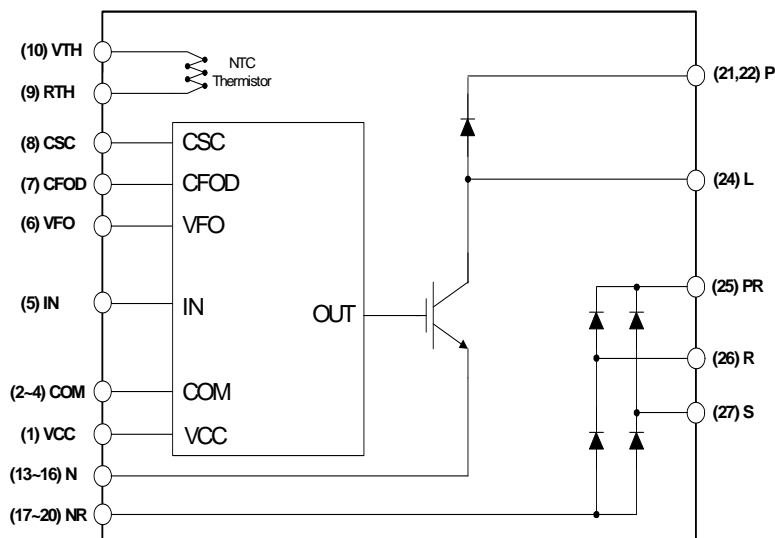 (10) VTH
NTC
Thermistor
(9) RTH
(21,22) P
(8) CSC
CSC
(7) CFOD
CFOD
(24) L
(6) VFO
VFO
(5) IN
IN
OUT
(25) PR
(26) R
(2~4) COM
COM
(27) S
(1) VCC
VCC
(13~16) N
(17~20) NR